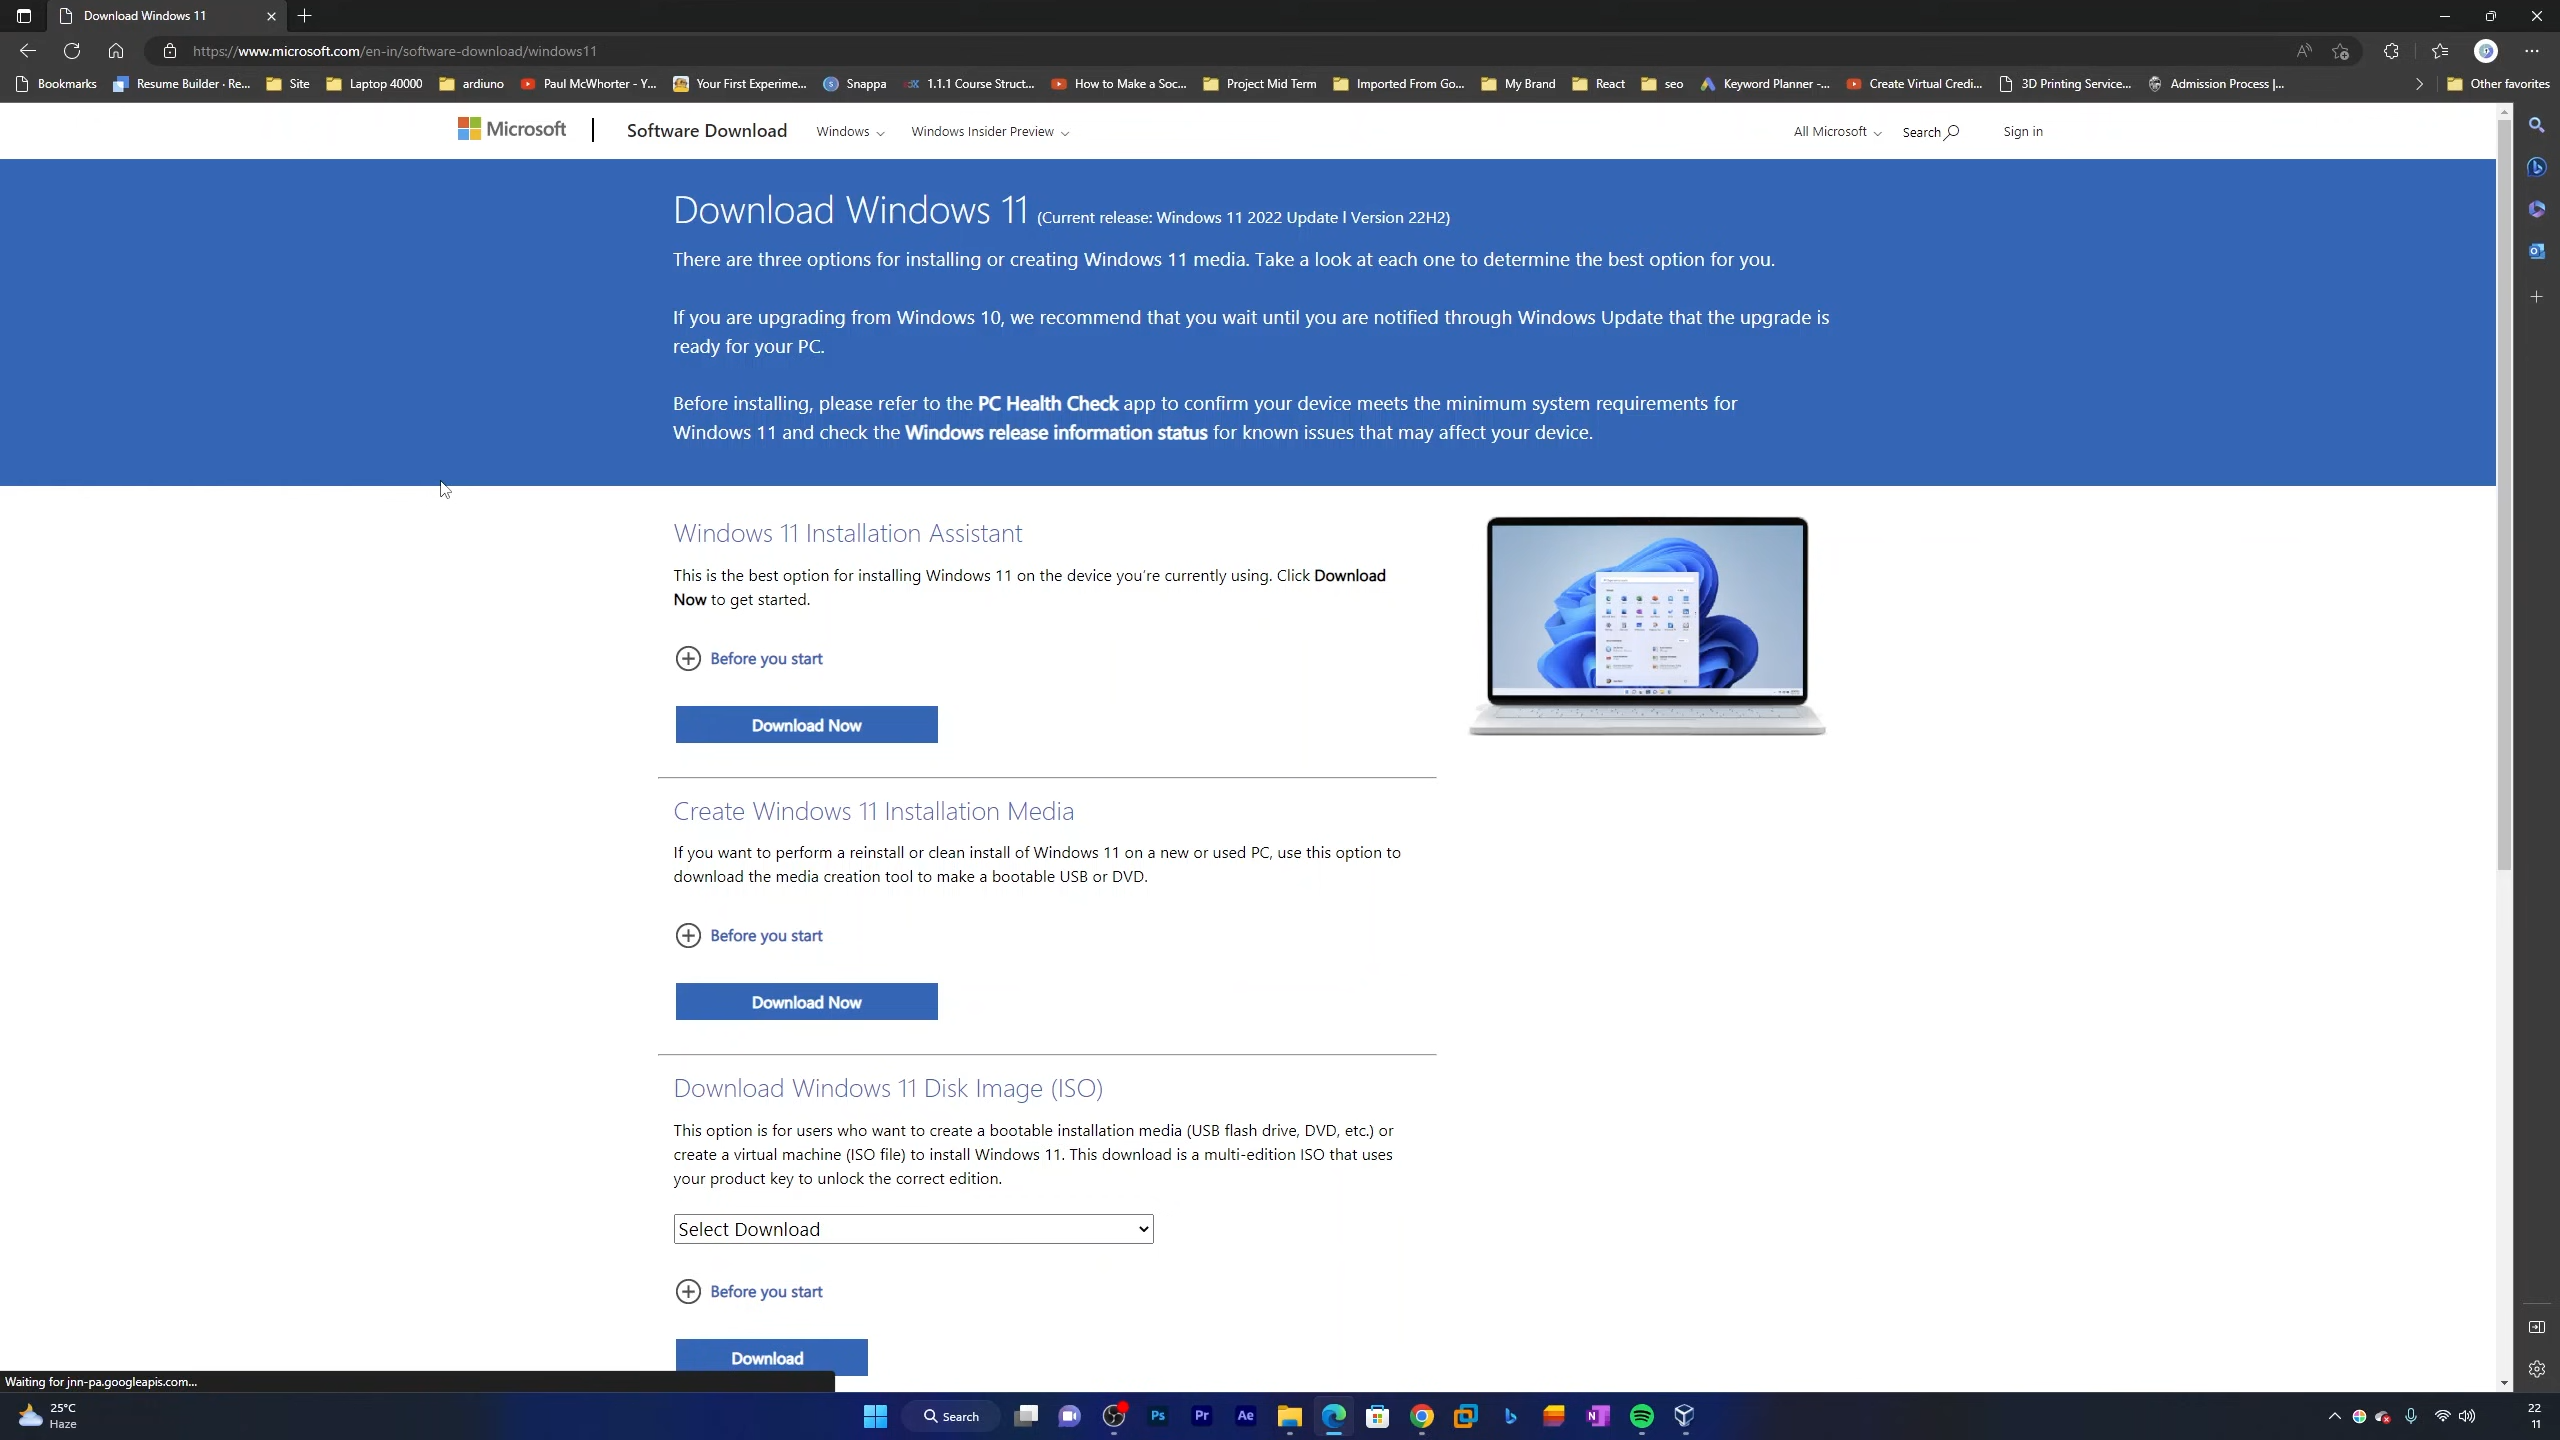 Download Windows 11
https://www.microsoft.com/en-in/software-download/windows11
Bookmarks Resume Builder · Re... Site Laptop 40000 ardiuno Paul McWhorter - Y... Your First Experime... Snappa 1.1.1 Course Struct... How to Make a Soc... Project Mid Term Imported From Go... My Brand React seo Keyword Planner -... Create Virtual Credi... 3D Printing Service... Admission Process |... Other favorites
Microsoft | Software Download Windows Windows Insider Preview All Microsoft Search Sign in
Download Windows 11 (Current release: Windows 11 2022 Update l Version 22H2)
There are three options for installing or creating Windows 11 media. Take a look at each one to determine the best option for you.
If you are upgrading from Windows 10, we recommend that you wait until you are notified through Windows Update that the upgrade is
ready for your PC.
Before installing, please refer to the PC Health Check app to confirm your device meets the minimum system requirements for
Windows 11 and check the Windows release information status for known issues that may affect your device.
Windows 11 Installation Assistant
This is the best option for installing Windows 11 on the device you're currently using. Click Download
Now to get started.
Before you start
Download Now
Create Windows 11 Installation Media
If you want to perform a reinstall or clean install of Windows 11 on a new or used PC, use this option to
download the media creation tool to make a bootable USB or DVD.
Before you start
Download Now
Download Windows 11 Disk Image (ISO)
This option is for users who want to create a bootable installation media (USB flash drive, DVD, etc.) or
create a virtual machine (ISO file) to install Windows 11. This download is a multi-edition ISO that uses
your product key to unlock the correct edition.
Select Download
Before you start
Download
Waiting for jnn-pa.googleapis.com...
25°C
Haze
Search
Ps Pr Ae
22
11